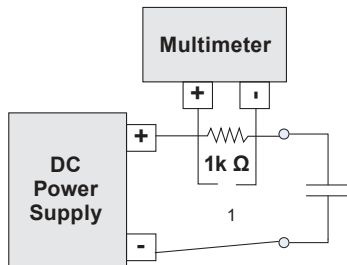 Multimeter
+ -
+
1k Ω
DC
Power
Supply
1
-